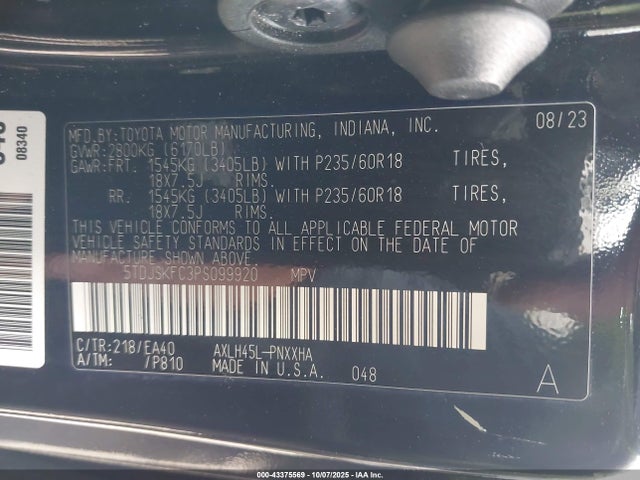 MFD.BY:TOYOTA MOTOR MANUFACTURING, INDIANA, INC. 08/23
GVWR:2800KG (6170LB)
GAWR:FRT. 1545KG (3405LB) WITH P235/60R18 TIRES,
18X7.5J RIMS.
RR. 1545KG (3405LB) WITH P235/60R18 TIRES,
18X7.5J RIMS.
THIS VEHICLE CONFORMS TO ALL APPLICABLE FEDERAL MOTOR
VEHICLE SAFETY STANDARDS IN EFFECT ON THE DATE OF
MANUFACTURE SHOWN ABOVE.
5TDJSKFC3PS099920 MPV
C/TR:218/EA40 AXLH45L-PNXXHA
A/TM: /P810 MADE IN U.S.A. 048 A
08340
000-43375569 | 10/07/2025 | IAA Inc.